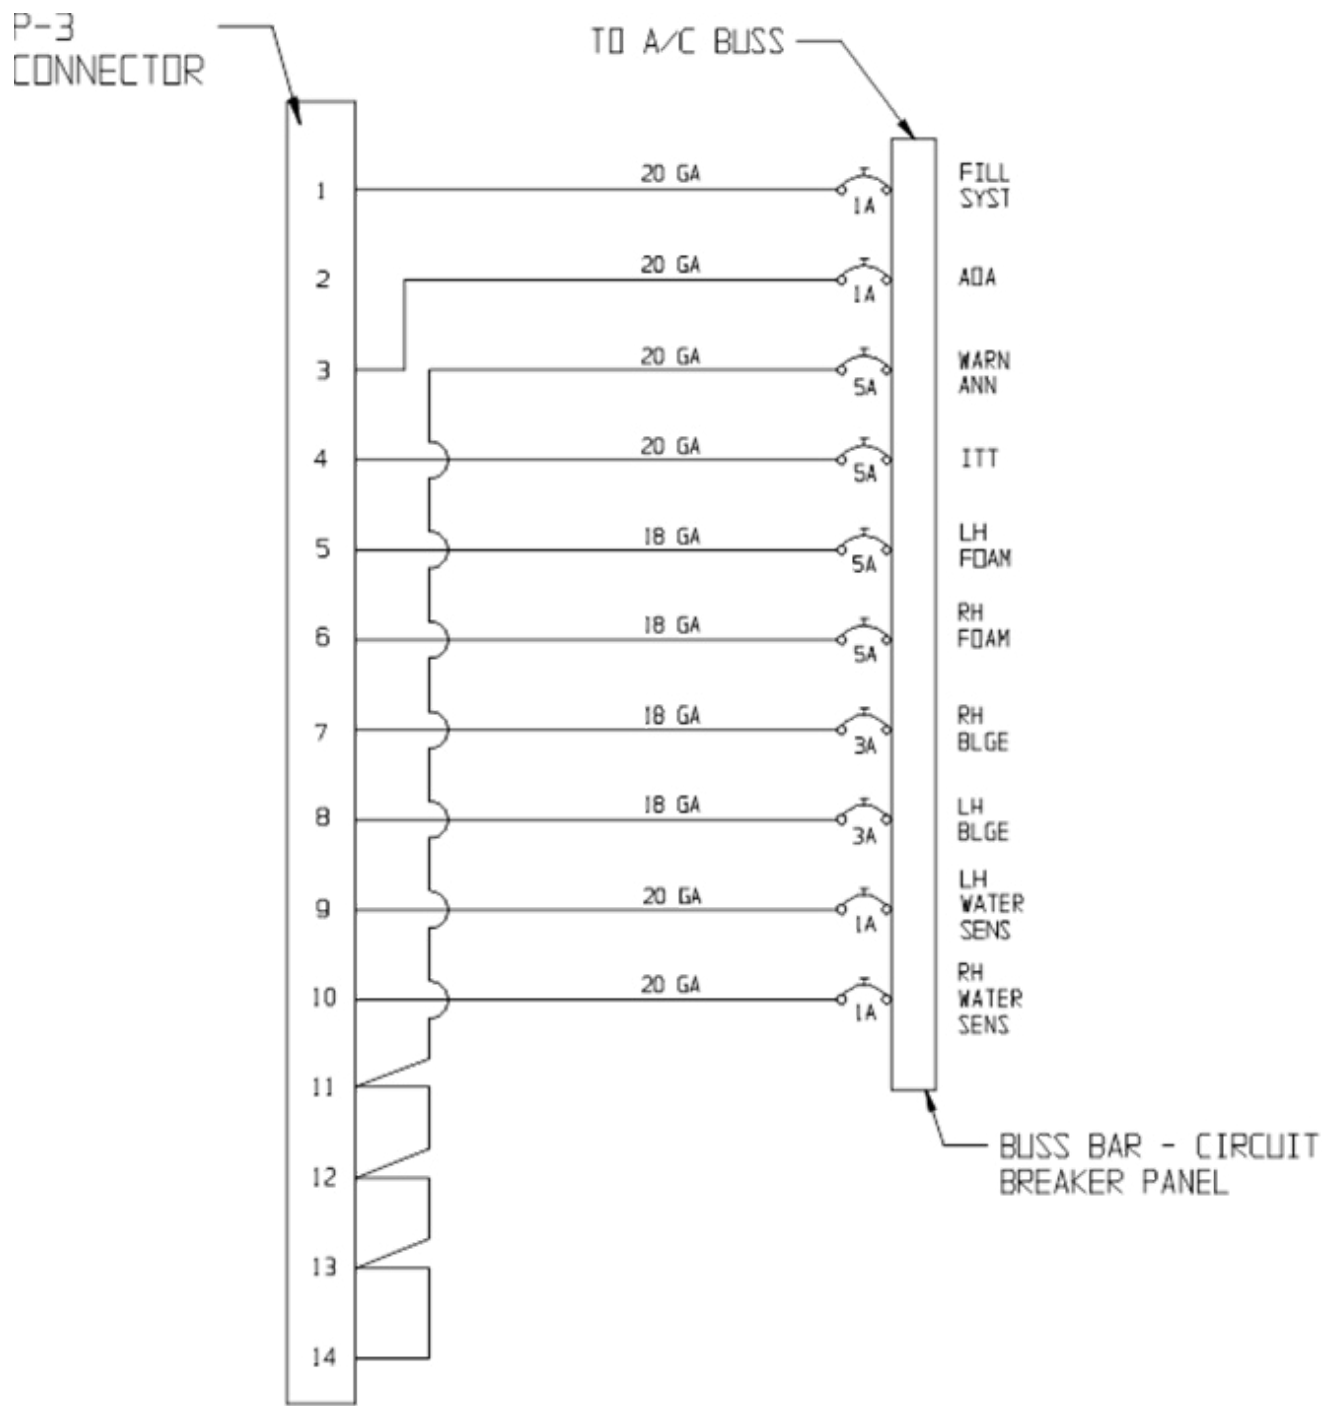 P-3
CONNECTOR
TO A/C BUSS
1
20 GA
1A
FILL
SYST
2
20 GA
1A
AOA
3
20 GA
5A
WARN
ANN
4
20 GA
5A
ITT
5
18 GA
5A
LH
FOAM
6
18 GA
5A
RH
FOAM
7
18 GA
3A
RH
BLGE
8
18 GA
3A
LH
BLGE
9
20 GA
1A
LH
WATER
SENS
10
20 GA
1A
RH
WATER
SENS
11
12
13
14
BUSS BAR - CIRCUIT
BREAKER PANEL